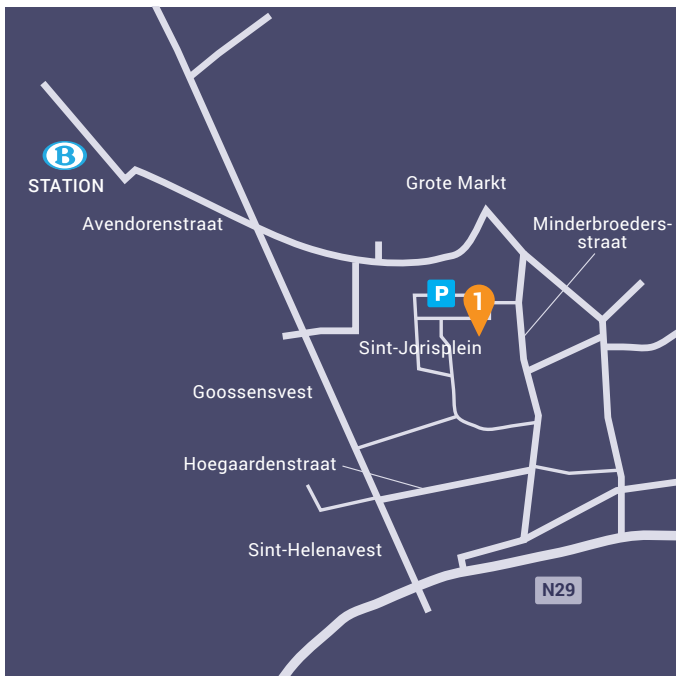 B
STATION
Grote Markt
Avendorenstraat
Minderbroeders-
straat
P
1
Sint-Jorisplein
Goossensvest
Hoegaardenstraat
Sint-Helenavest
N29